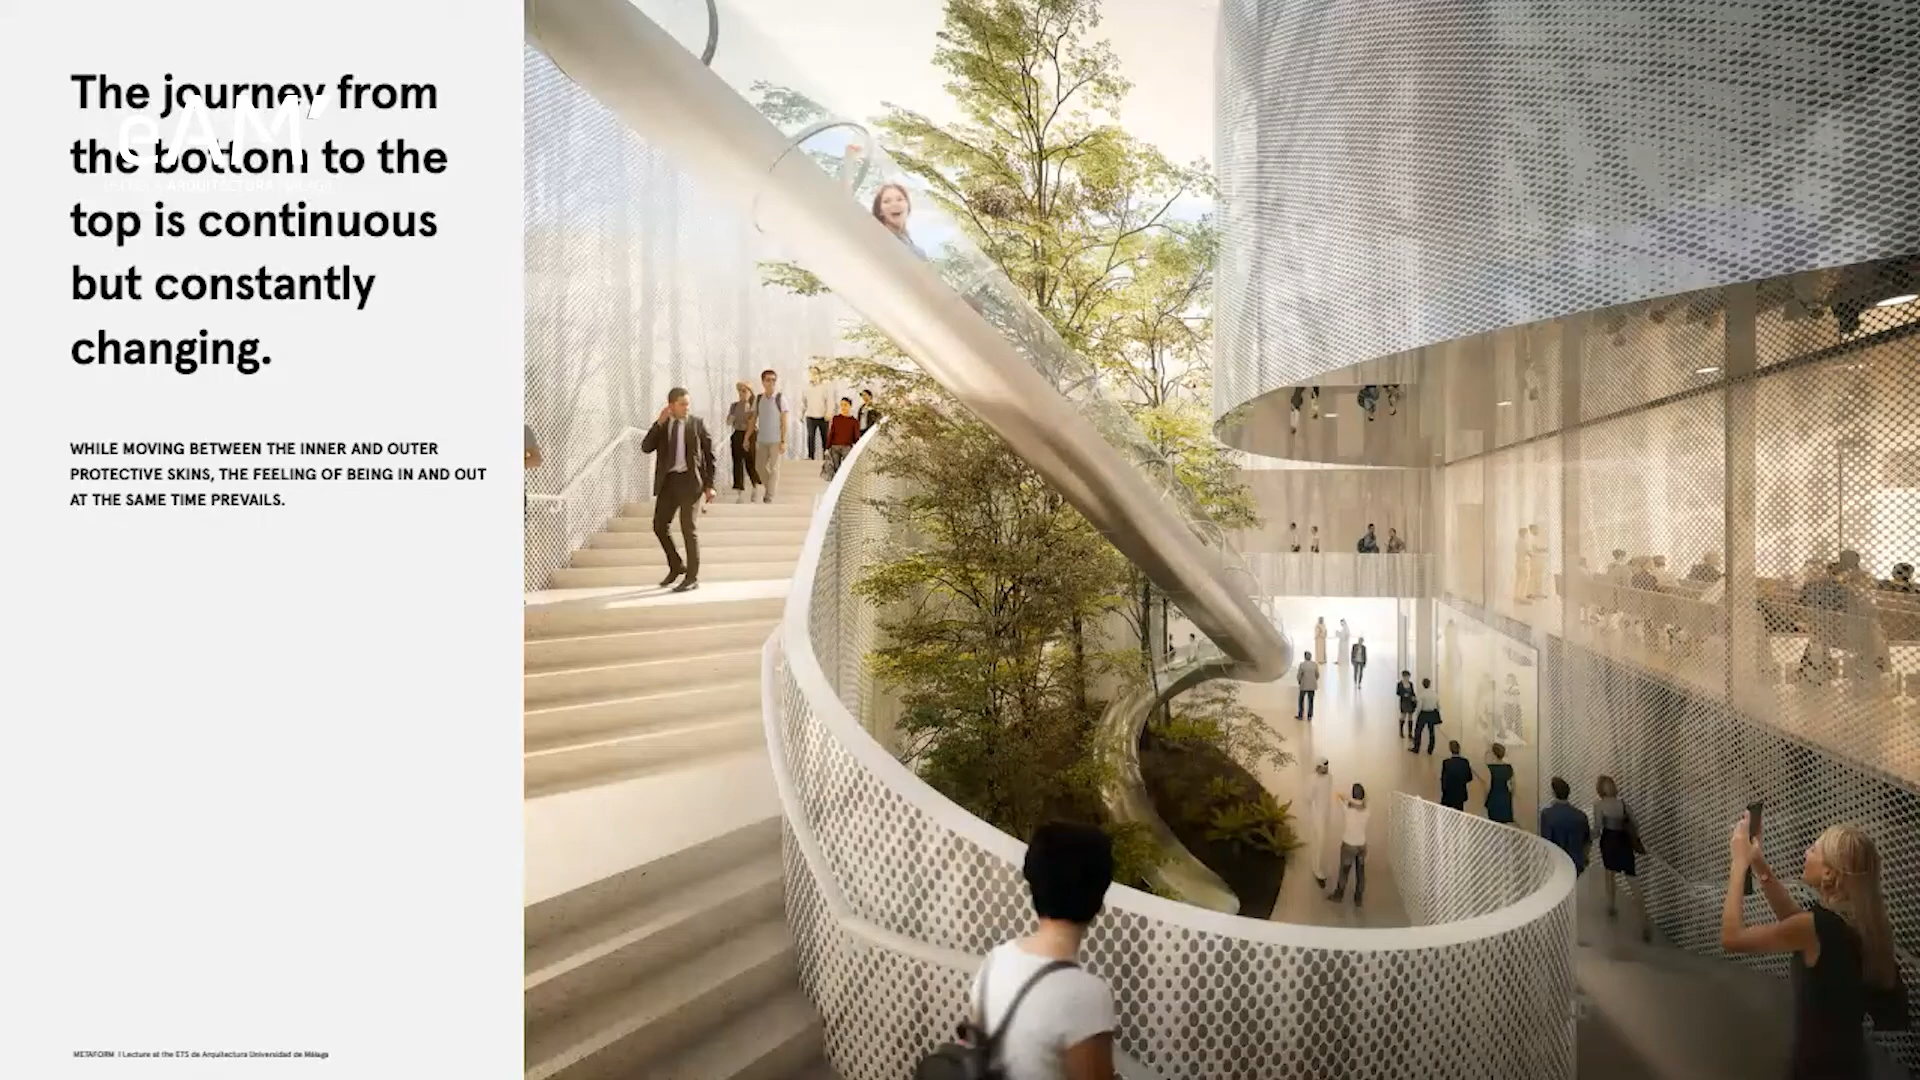 The journey from
the bottom to the
top is continuous
but constantly
changing.
eAM'
ARQUITECTURA
WHILE MOVING BETWEEN THE INNER AND OUTER
PROTECTIVE SKINS, THE FEELING OF BEING IN AND OUT
AT THE SAME TIME PREVAILS.
METAFORM | Lecture at the ETS de Arquitectura Universidad de Málaga